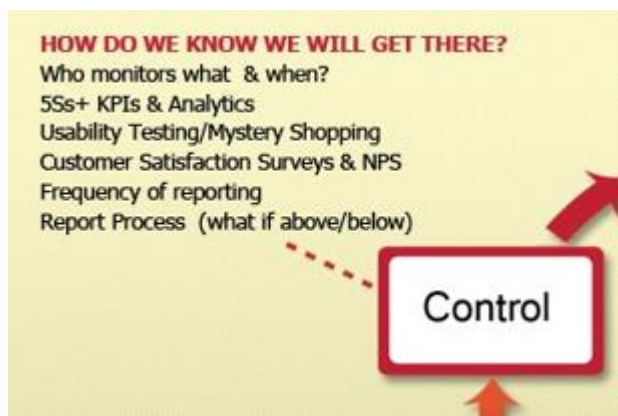 HOW DO WE KNOW WE WILL GET THERE?
Who monitors what & when?
5Ss+ KPIs & Analytics
Usability Testing/Mystery Shopping
Customer Satisfaction Surveys & NPS
Frequency of reporting
Report Process (what if above/below)
Control